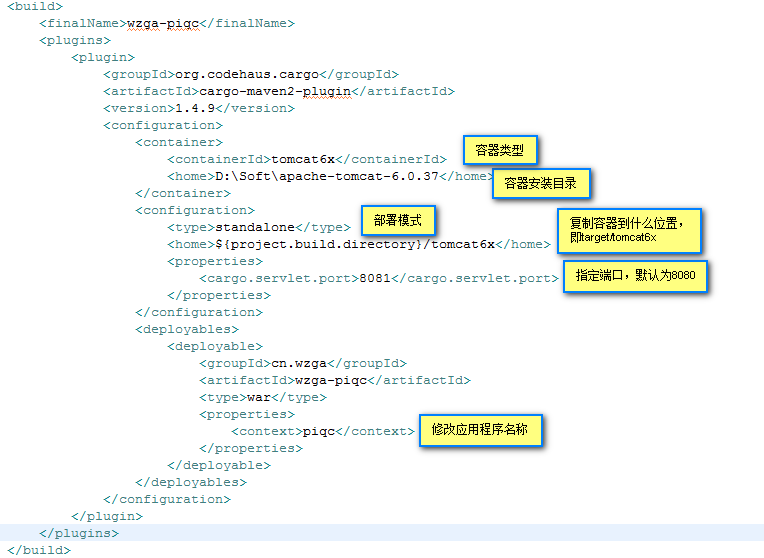 <build>
<finalName>wzga-piqc</finalName>
<plugins>
<plugin>
<groupId>org.codehaus.cargo</groupId>
<artifactId>cargo-maven2-plugin</artifactId>
<version>1.4.9</version>
<configuration>
<container>
<containerId>tomcat6x</containerId> 容器类型
<home>D:\Soft\apache-tomcat-6.0.37</home> 容器安装目录
</container>
<configuration>
<type>standalone</type> 部署模式
<home>${project.build.directory}/tomcat6x</home> 复制容器到什么位置,
即target/tomcat6x
<properties>
<cargo.servlet.port>8081</cargo.servlet.port> 指定端口，默认为8080
</properties>
</configuration>
<deployables>
<deployable>
<groupId>cn.wzga</groupId>
<artifactId>wzga-piqc</artifactId>
<type>war</type>
<properties>
<context>piqc</context> 修改应用程序名称
</properties>
</deployable>
</deployables>
</configuration>
</plugin>
</plugins>
</build>